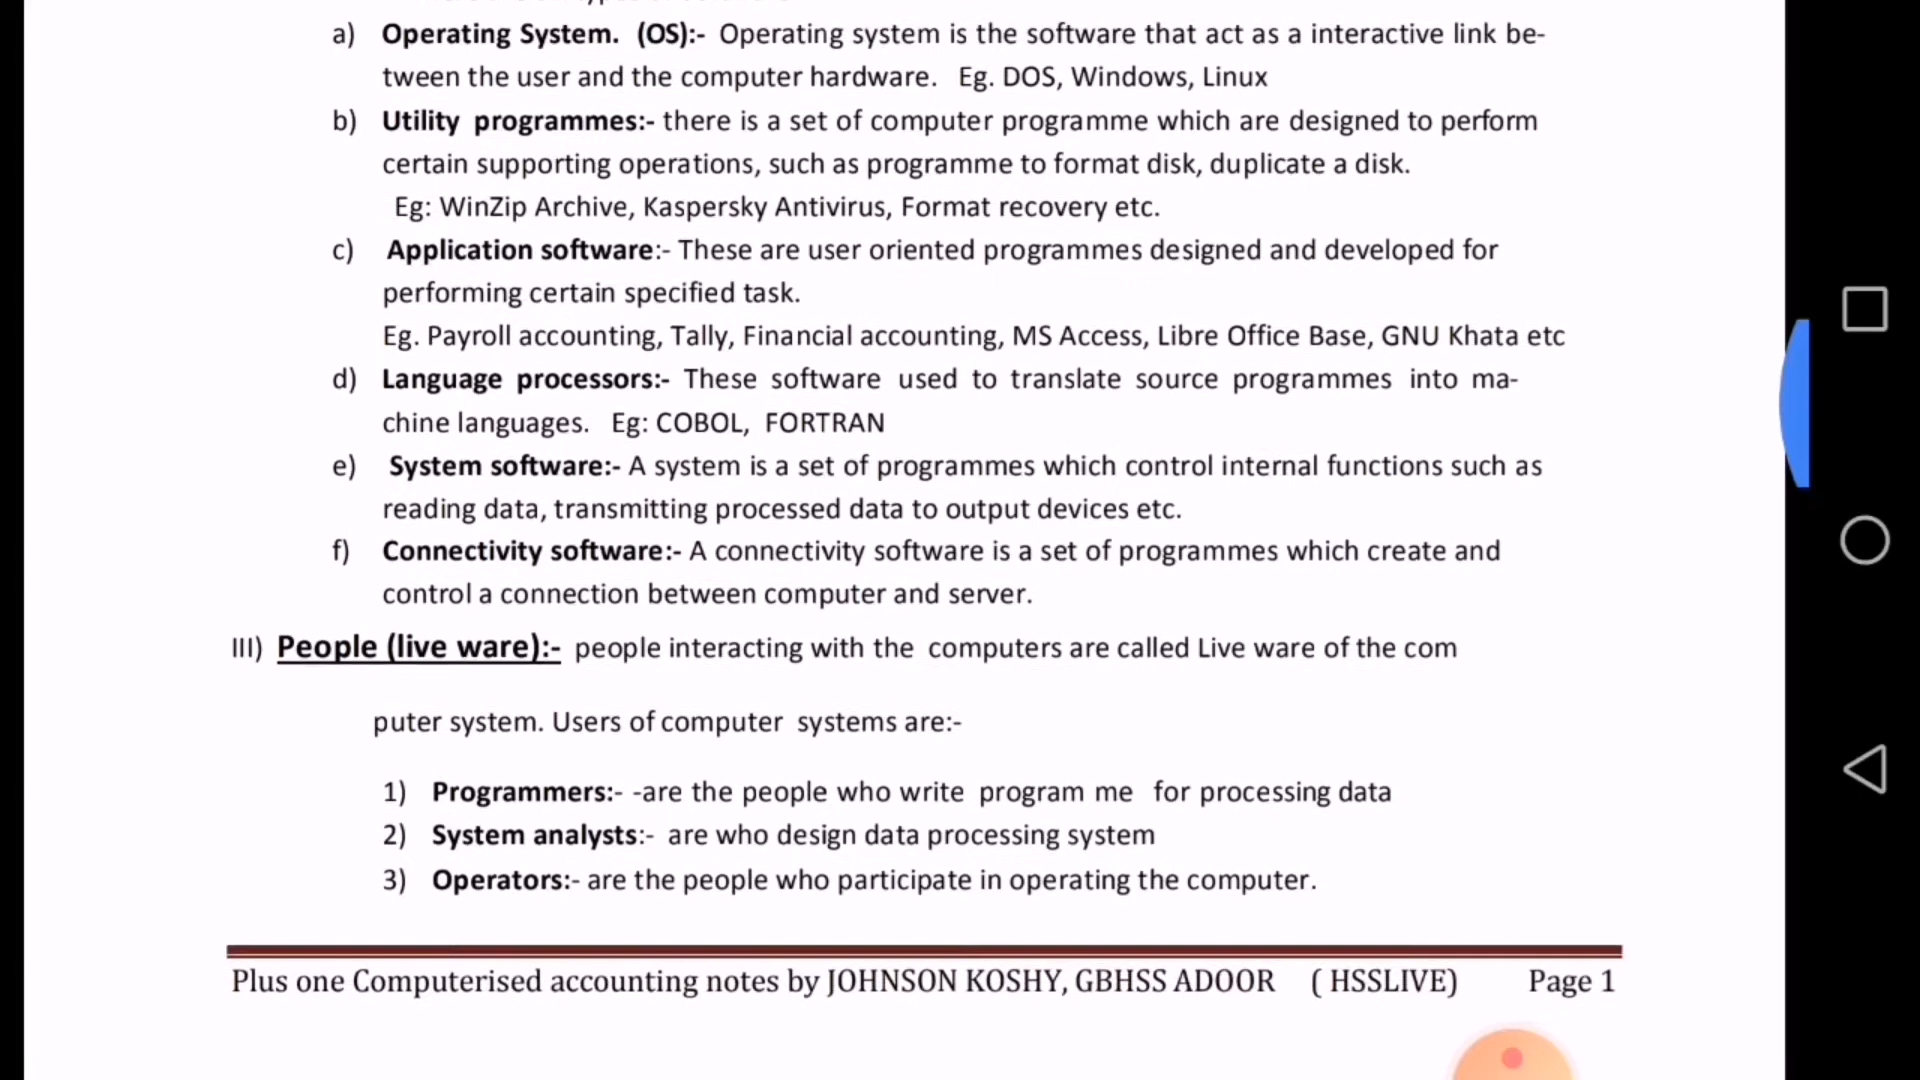 a) Operating System. (OS):- Operating system is the software that act as a interactive link be-
tween the user and the computer hardware. Eg. DOS, Windows, Linux
b) Utility programmes:- there is a set of computer programme which are designed to perform
certain supporting operations, such as programme to format disk, duplicate a disk.
Eg: WinZip Archive, Kaspersky Antivirus, Format recovery etc.
c) Application software:- These are user oriented programmes designed and developed for
performing certain specified task.
Eg. Payroll accounting, Tally, Financial accounting, MS Access, Libre Office Base, GNU Khata etc
d) Language processors:- These software used to translate source programmes into ma-
chine languages. Eg: COBOL, FORTRAN
e) System software:- A system is a set of programmes which control internal functions such as
reading data, transmitting processed data to output devices etc.
f) Connectivity software:- A connectivity software is a set of programmes which create and
control a connection between computer and server.
III) People (live ware):- people interacting with the computers are called Live ware of the com
puter system. Users of computer systems are:-
1) Programmers:- -are the people who write program me for processing data
2) System analysts:- are who design data processing system
3) Operators:- are the people who participate in operating the computer.
Plus one Computerised accounting notes by JOHNSON KOSHY, GBHSS ADOOR ( HSSLIVE) Page 1